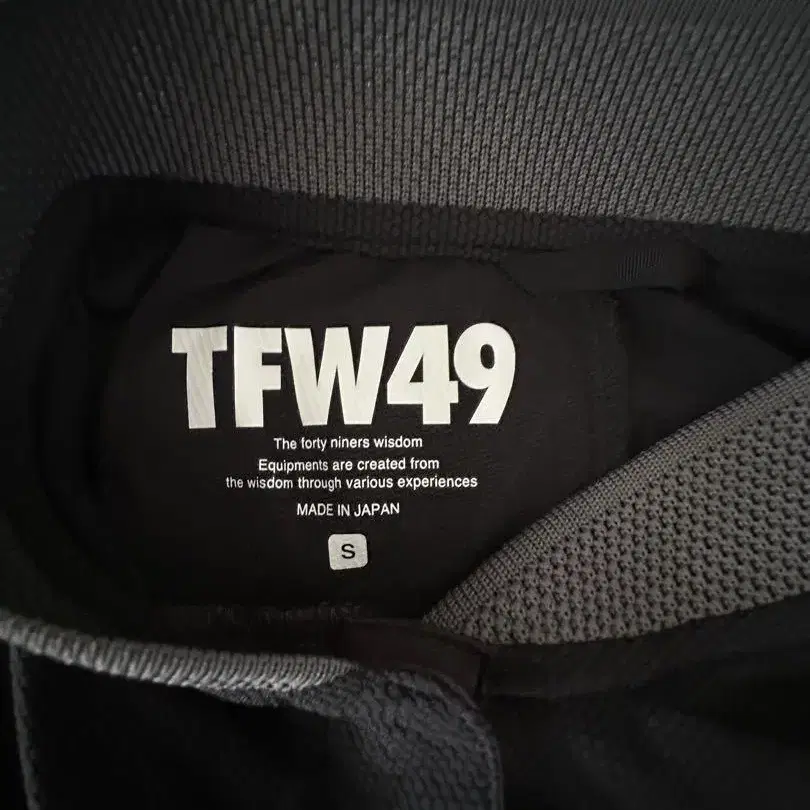 TFW49
The forty niners wisdom
Equipments are created from
the wisdom through various experiences
MADE IN JAPAN
S